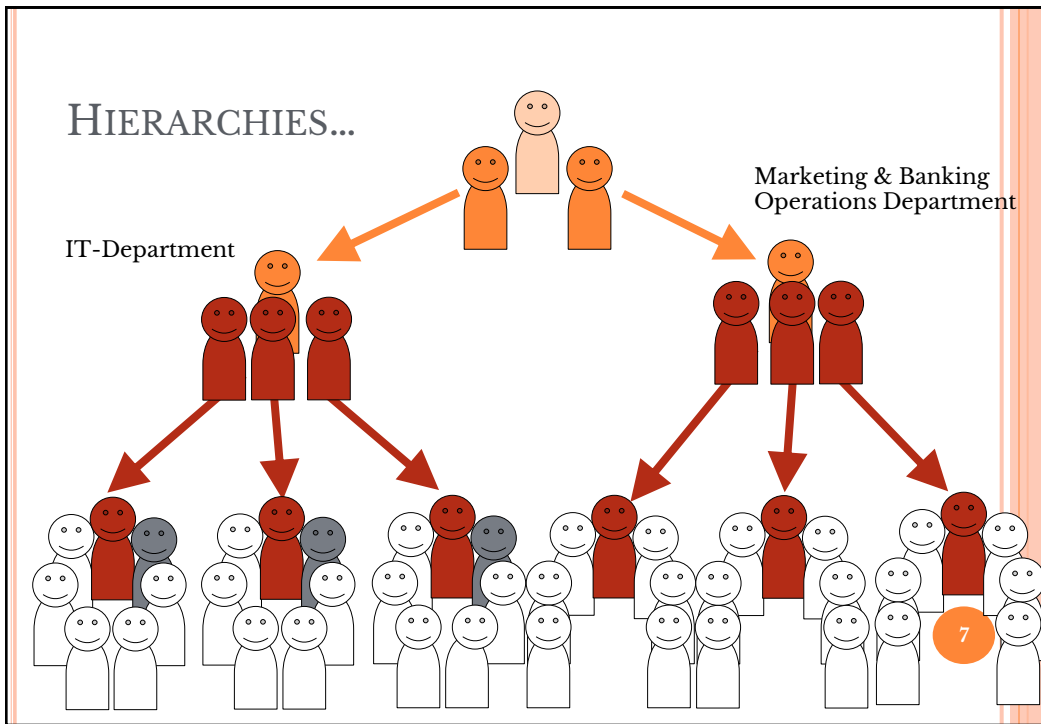 HIERARCHIES...
Marketing & Banking
Operations Department
IT-Department
7